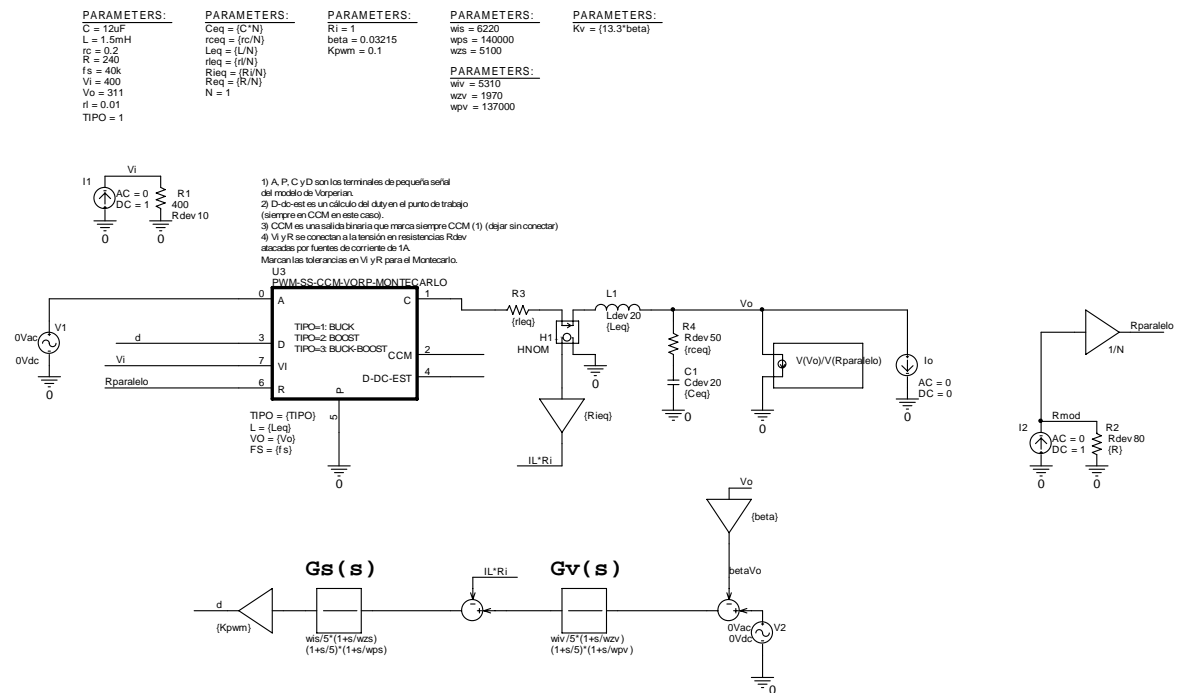 PARAMETERS:
C = 12uF
L = 1.5mH
rc = 0.2
R = 240
fs = 40k
Vi = 400
Vo = 311
rl = 0.01
TIPO = 1
PARAMETERS:
Ceq = {C*N}
rceq = {rc/N}
Leq = {L/N}
rleq = {rl/N}
Rieq = {Ri/N}
Req = {R/N}
N = 1
PARAMETERS:
Ri = 1
beta = 0.03215
Kpwm = 0.1
PARAMETERS:
wis = 6220
wps = 140000
wzs = 5100
PARAMETERS:
wiv = 5310
wzv = 1970
wpv = 137000
PARAMETERS:
Kv = {13.3*beta}
Vi
I1
AC = 0
DC = 1
R1
400
Rdev10
0
0
1) A, P, C y D son los terminales de pequeña señal
del modelo de Vorperian.
2) D-dc-est es un cálculo del duty en el punto de trabajo
(siempre en CCM en este caso).
3) CCM es una salida binaria que marca siempre CCM (1) (dejar sin conectar)
4) Vi y R se conectan a la tensión en resistencias Rdev
atacadas por fuentes de corriente de 1A.
Marcan las tolerancias en Vi y R para el Montecarlo.
U3
PWM-SS-CCM-VORP-MONTECARLO
0
A
C
1
3
D
7
VI
6
R
TIPO=1: BUCK
TIPO=2: BOOST
TIPO=3: BUCK-BOOST
CCM
2
D-DC-EST
4
P
5
0
V1
0Vac
0Vdc
0
d
Vi
Rparalelo
TIPO = {TIPO}
L = {Leq}
VO = {Vo}
FS = {fs}
R3
{rleq}
H1
HNOM
0
L1
Ldev20
{Leq}
Vo
R4
Rdev50
{rceq}
C1
Cdev20
{Ceq}
0
V(Vo)/V(Rparalelo)
0
Io
AC = 0
DC = 0
0
{Rieq}
IL*Ri
Rparalelo
1/N
Rmod
I2
AC = 0
DC = 1
R2
Rdev80
{R}
0
0
Vo
{beta}
betaVo
Gs(s)
IL*Ri
Gv(s)
d
{Kpwm}
wis/5*(1+s/wzs)
(1+s/5)*(1+s/wps)
wiv/5*(1+s/wzv)
(1+s/5)*(1+s/wpv)
0Vac
0Vdc
V2
0